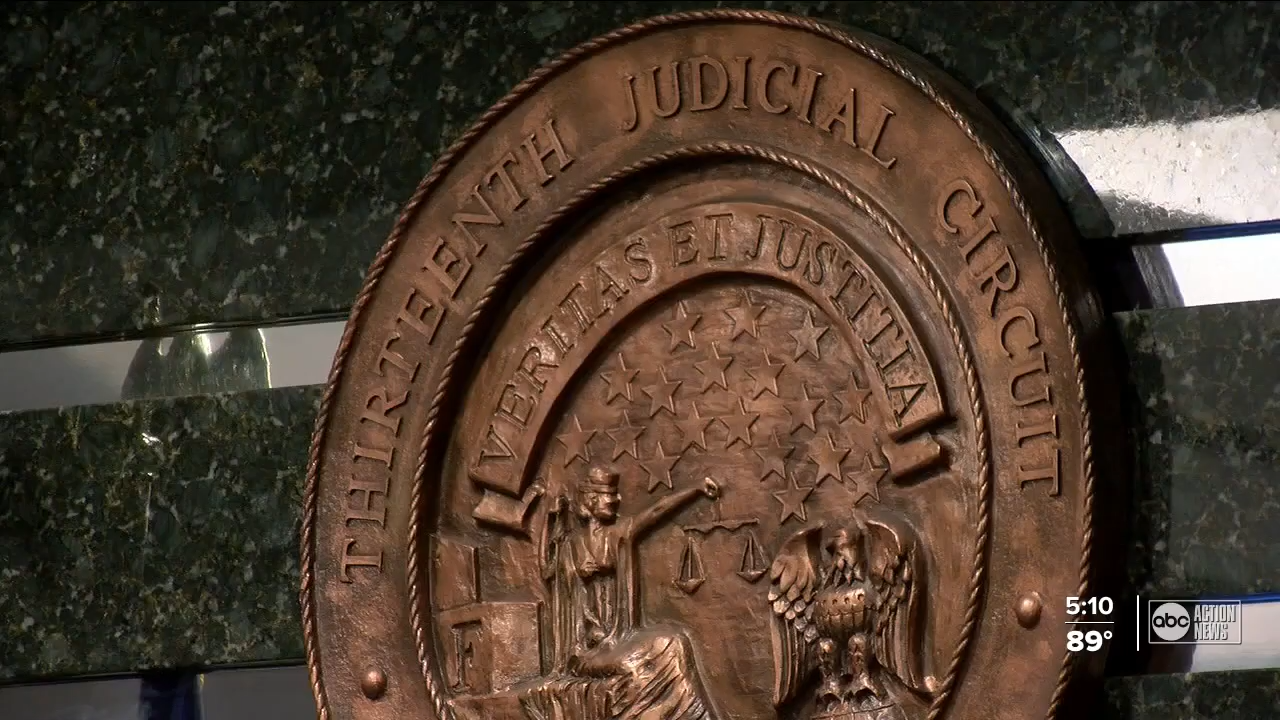 THIRTEENTH JUDICIAL CIRCUIT
VERITAS ET JUSTITIA
F
5:10
89°
abc ACTION
NEWS